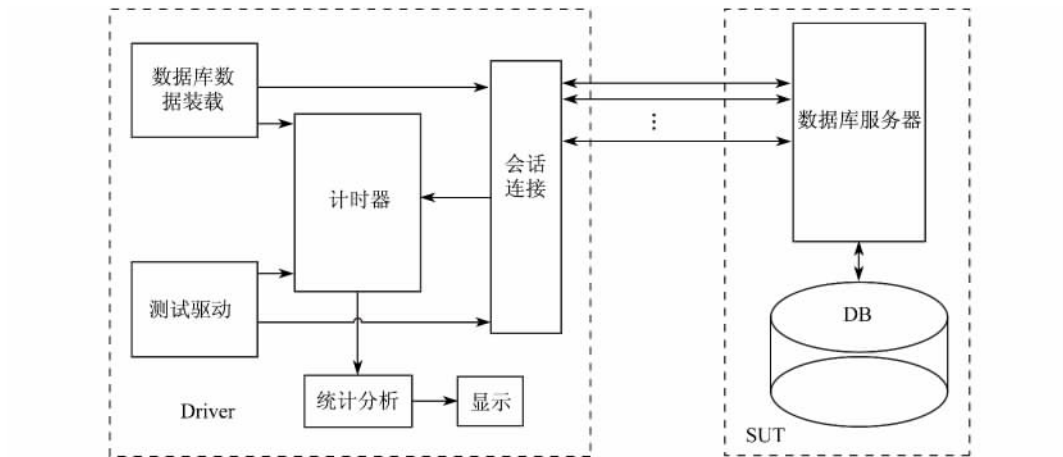 数据库数
据装载
计时器
会话
连接
数据库服务器
测试驱动
DB
统计分析
显示
Driver
SUT